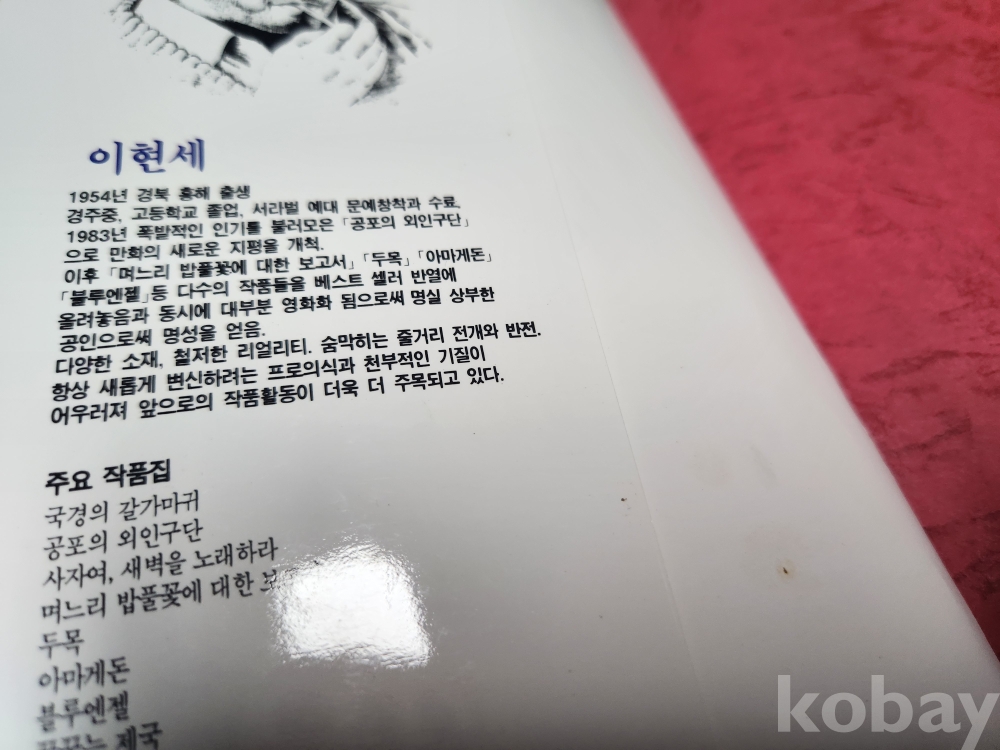 이현세
1954년 경북 흥해 출생
경주중, 고등학교 졸업, 서라벌 예대 문예창작과 수료.
1983년 폭발적인 인기를 불러모은 「공포의 외인구단」
으로 만화의 새로운 지평을 개척.
이후 「며느리 밥풀꽃에 대한 보고서」「두목」「아마게돈」
「블루엔젤」등 다수의 작품들을 베스트 셀러 반열에
올려놓음과 동시에 대부분 영화화 됨으로써 명실 상부한
공인으로써 명성을 얻음.
다양한 소재, 철저한 리얼리티. 숨막히는 줄거리 전개와 반전.
항상 새롭게 변신하려는 프로의식과 천부적인 기질이
어우러져 앞으로의 작품활동이 더욱 더 주목되고 있다.
주요 작품집
국경의 갈가마귀
공포의 외인구단
사자여, 새벽을 노래하라
며느리 밥풀꽃에 대한
두목
아마게돈
블루엔젤
제국
kobay